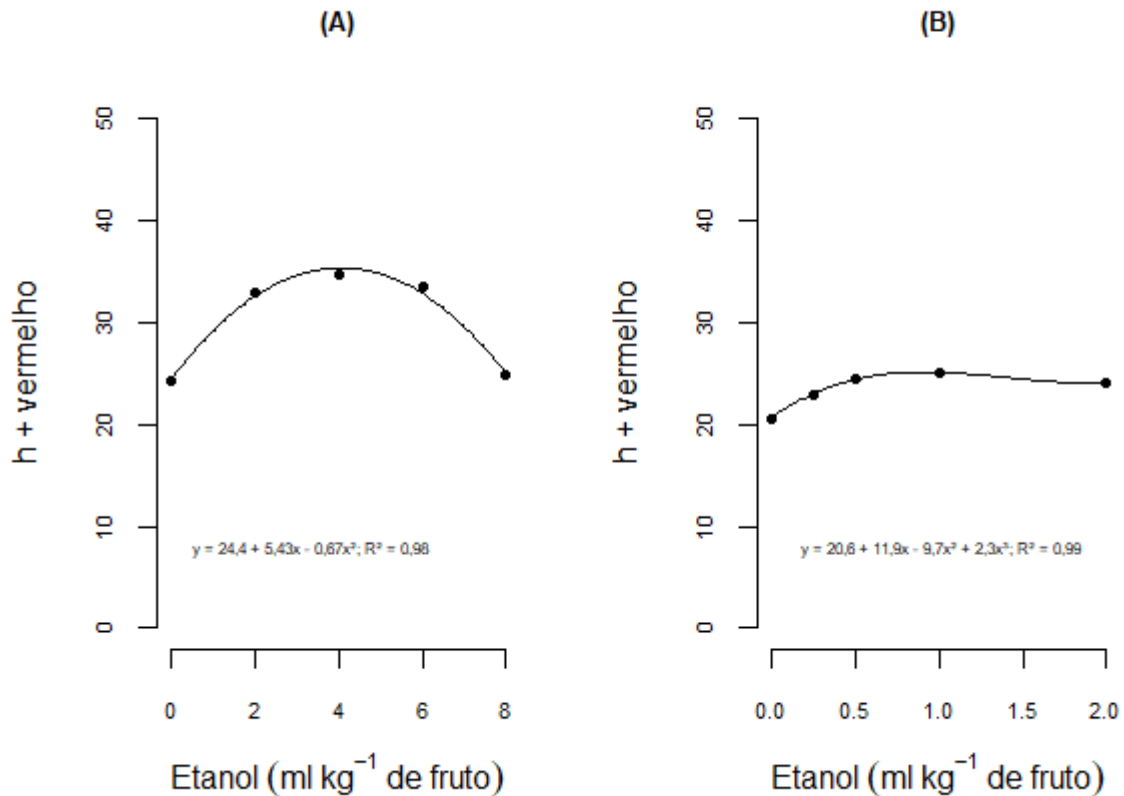 (A)
50
40
30
20
10
0
h + vermelho
y = 24,4 + 5,43x - 0,67x²; R² = 0,98
0 2 4 6 8
Etanol (ml kg⁻¹ de fruto)
(B)
50
40
30
20
10
0
h + vermelho
y = 20,6 + 11,9x - 9,7x² + 2,3x³; R² = 0,99
0.0 0.5 1.0 1.5 2.0
Etanol (ml kg⁻¹ de fruto)